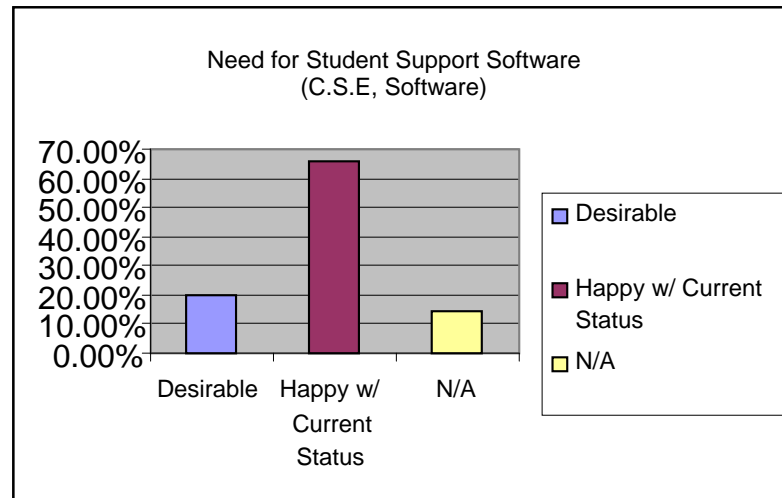 Need for Student Support Software
(C.S.E, Software)
70.00%
60.00%
50.00%
40.00%
30.00%
20.00%
10.00%
0.00%
Desirable
Happy w/
Current
Status
N/A
Desirable
Happy w/ Current
Status
N/A